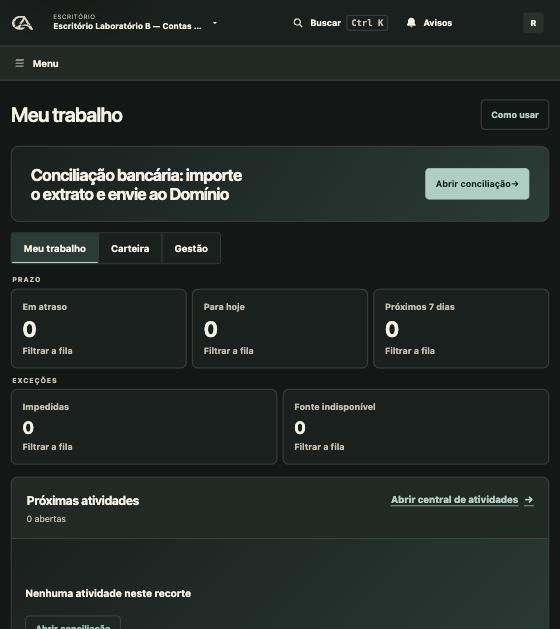 ESCRITÓRIO
Escritório Laboratório B — Contas ...
Buscar Ctrl K
Avisos
R
Menu
Meu trabalho
Como usar
Conciliação bancária: importe
o extrato e envie ao Domínio
Abrir conciliação→
Meu trabalho
Carteira
Gestão
PRAZO
Em atraso
0
Filtrar a fila
Para hoje
0
Filtrar a fila
Próximos 7 dias
0
Filtrar a fila
EXCEÇÕES
Impedidas
0
Filtrar a fila
Fonte indisponível
0
Filtrar a fila
Próximas atividades
0 abertas
Abrir central de atividades →
Nenhuma atividade neste recorte
Abrir conciliação